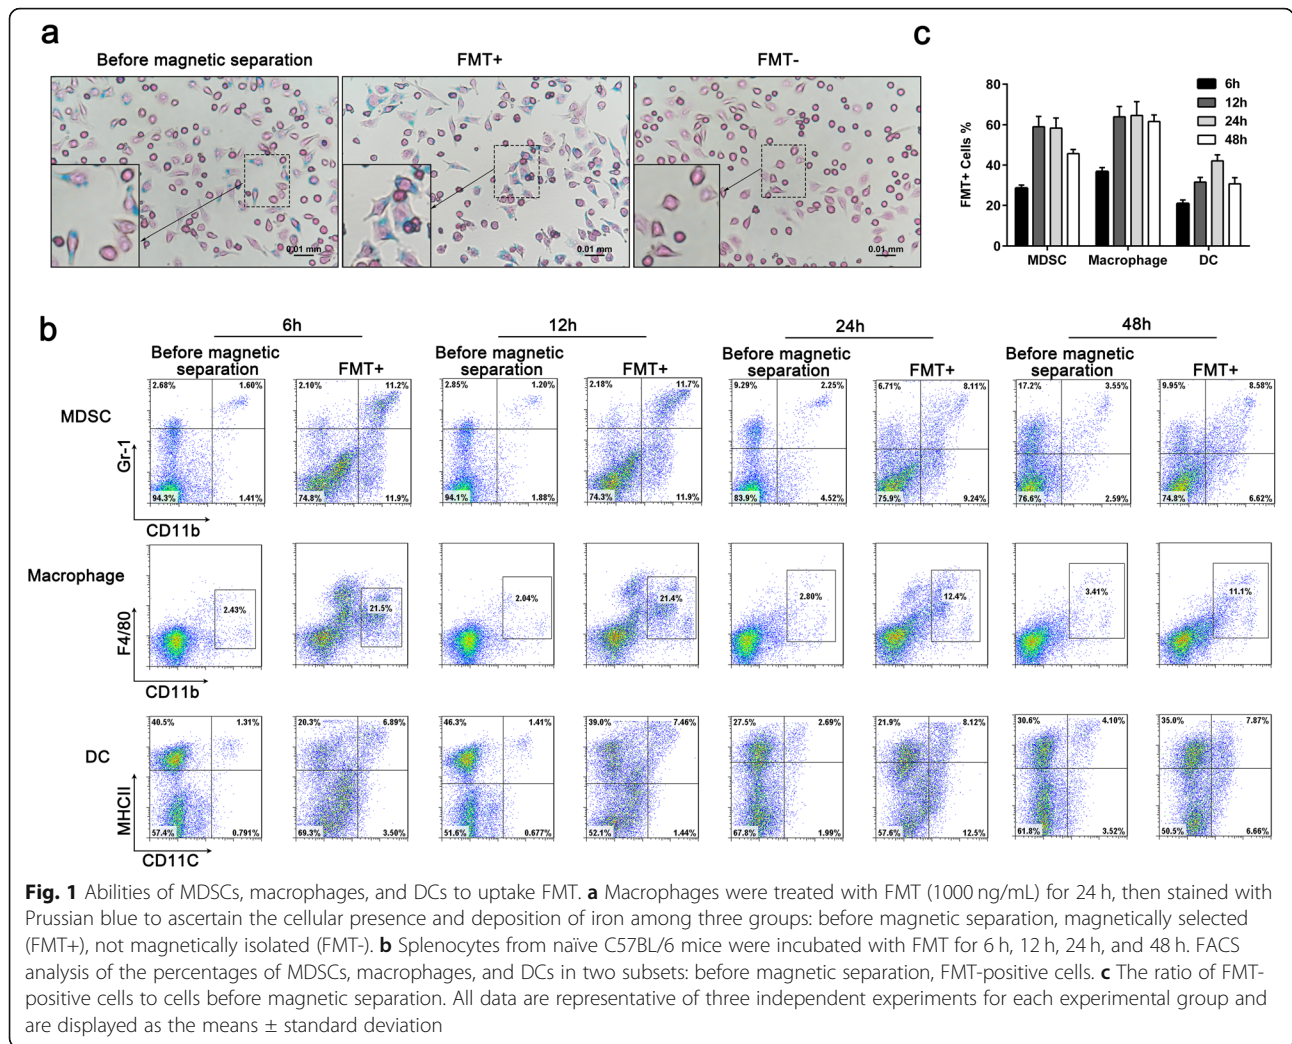 a
Before magnetic separation
FMT+
FMT-
0.01 mm
0.01 mm
0.01 mm
c
FMT+ Cells %
80
60
40
20
0
6h
12h
24h
48h
MDSC
Macrophage
DC
b
6h
12h
24h
48h
Before magnetic
separation
FMT+
Before magnetic
separation
FMT+
Before magnetic
separation
FMT+
Before magnetic
separation
FMT+
MDSC
Gr-1
CD11b
2.68% 1.60%
94.3% 1.41%
2.10% 11.2%
74.8% 11.9%
2.85% 1.20%
94.1% 1.88%
2.18% 11.7%
74.3% 11.9%
9.29% 2.25%
83.9% 4.52%
6.71% 8.11%
75.9% 9.24%
17.2% 3.55%
76.6% 2.59%
9.95% 8.58%
74.8% 6.62%
Macrophage
F4/80
CD11b
2.43%
21.5%
2.04%
21.4%
2.80%
12.4%
3.41%
11.1%
DC
MHCII
CD11C
40.5% 1.31%
57.4% 0.791%
20.3% 6.89%
69.3% 3.50%
46.3% 1.41%
51.6% 0.677%
39.0% 7.46%
52.1% 1.44%
27.5% 2.69%
67.8% 1.99%
21.9% 8.12%
57.6% 12.5%
30.6% 4.10%
61.8% 3.52%
35.0% 7.87%
50.5% 6.66%
Fig. 1 Abilities of MDSCs, macrophages, and DCs to uptake FMT. a Macrophages were treated with FMT (1000 ng/mL) for 24 h, then stained with
Prussian blue to ascertain the cellular presence and deposition of iron among three groups: before magnetic separation, magnetically selected
(FMT+), not magnetically isolated (FMT-). b Splenocytes from naïve C57BL/6 mice were incubated with FMT for 6 h, 12 h, 24 h, and 48 h. FACS
analysis of the percentages of MDSCs, macrophages, and DCs in two subsets: before magnetic separation, FMT-positive cells. c The ratio of FMT-
positive cells to cells before magnetic separation. All data are representative of three independent experiments for each experimental group and
are displayed as the means ± standard deviation